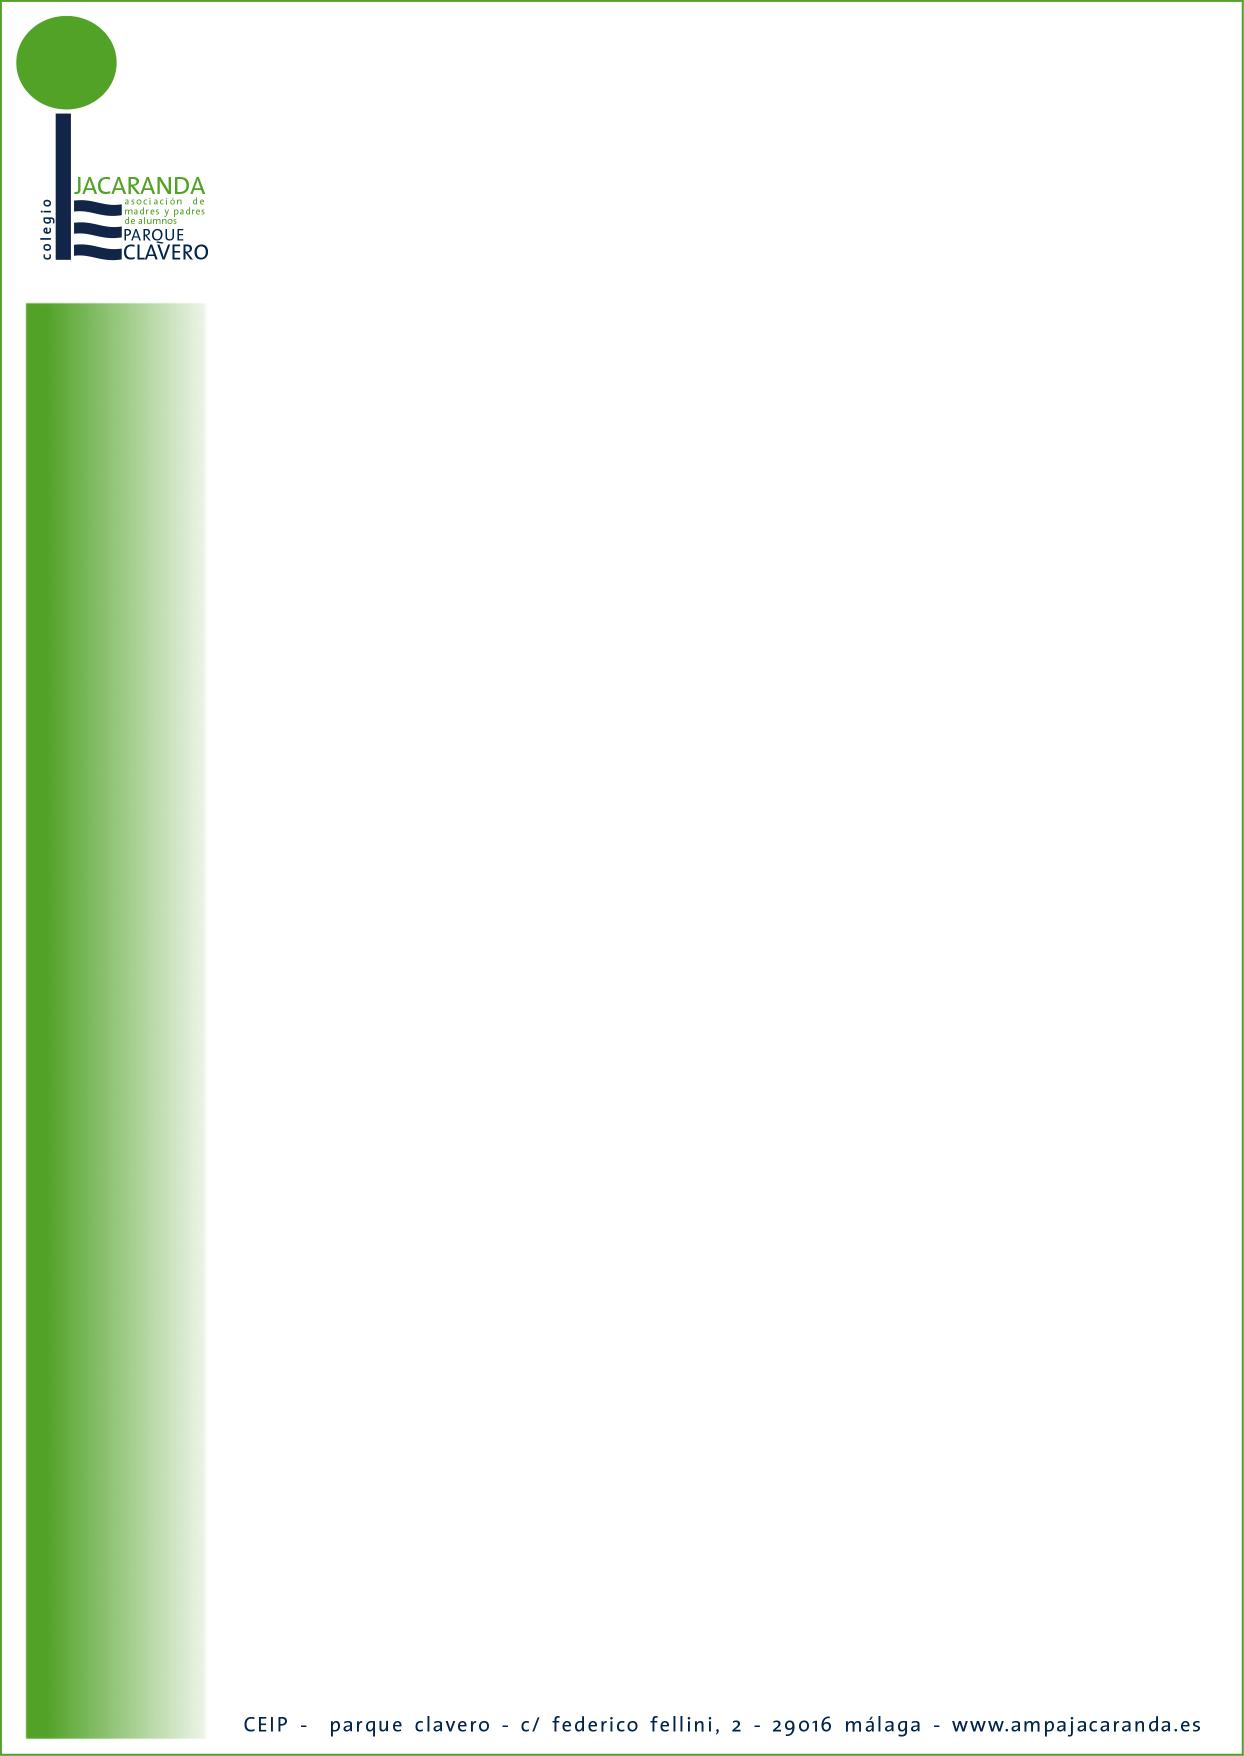 JACARANDA
asociación de
madres y padres
de alumnos
colegio
PARQUE
CLAVERO
CEIP - parque clavero - c/ federico fellini, 2 - 29016 málaga - www.ampajacaranda.es